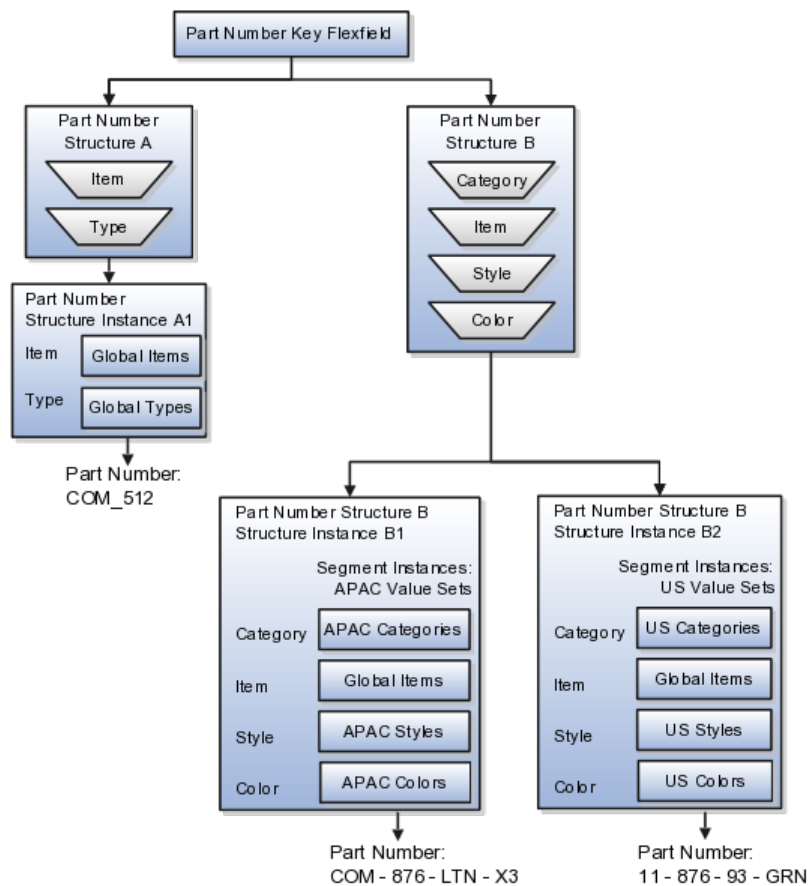 Part Number Key Flexfield
Part Number
Structure A
Item
Type
Part Number
Structure B
Category
Item
Style
Color
Part Number
Structure Instance A1
Item
Global Items
Type
Global Types
Part Number:
COM_512
Part Number Structure B
Structure Instance B1
Segment Instances:
APAC Value Sets
Category
APAC Categories
Item
Global Items
Style
APAC Styles
Color
APAC Colors
Part Number:
COM - 876 - LTN - X3
Part Number Structure B
Structure Instance B2
Segment Instances:
US Value Sets
Category
US Categories
Item
Global Items
Style
US Styles
Color
US Colors
Part Number:
11 - 876 - 93 - GRN